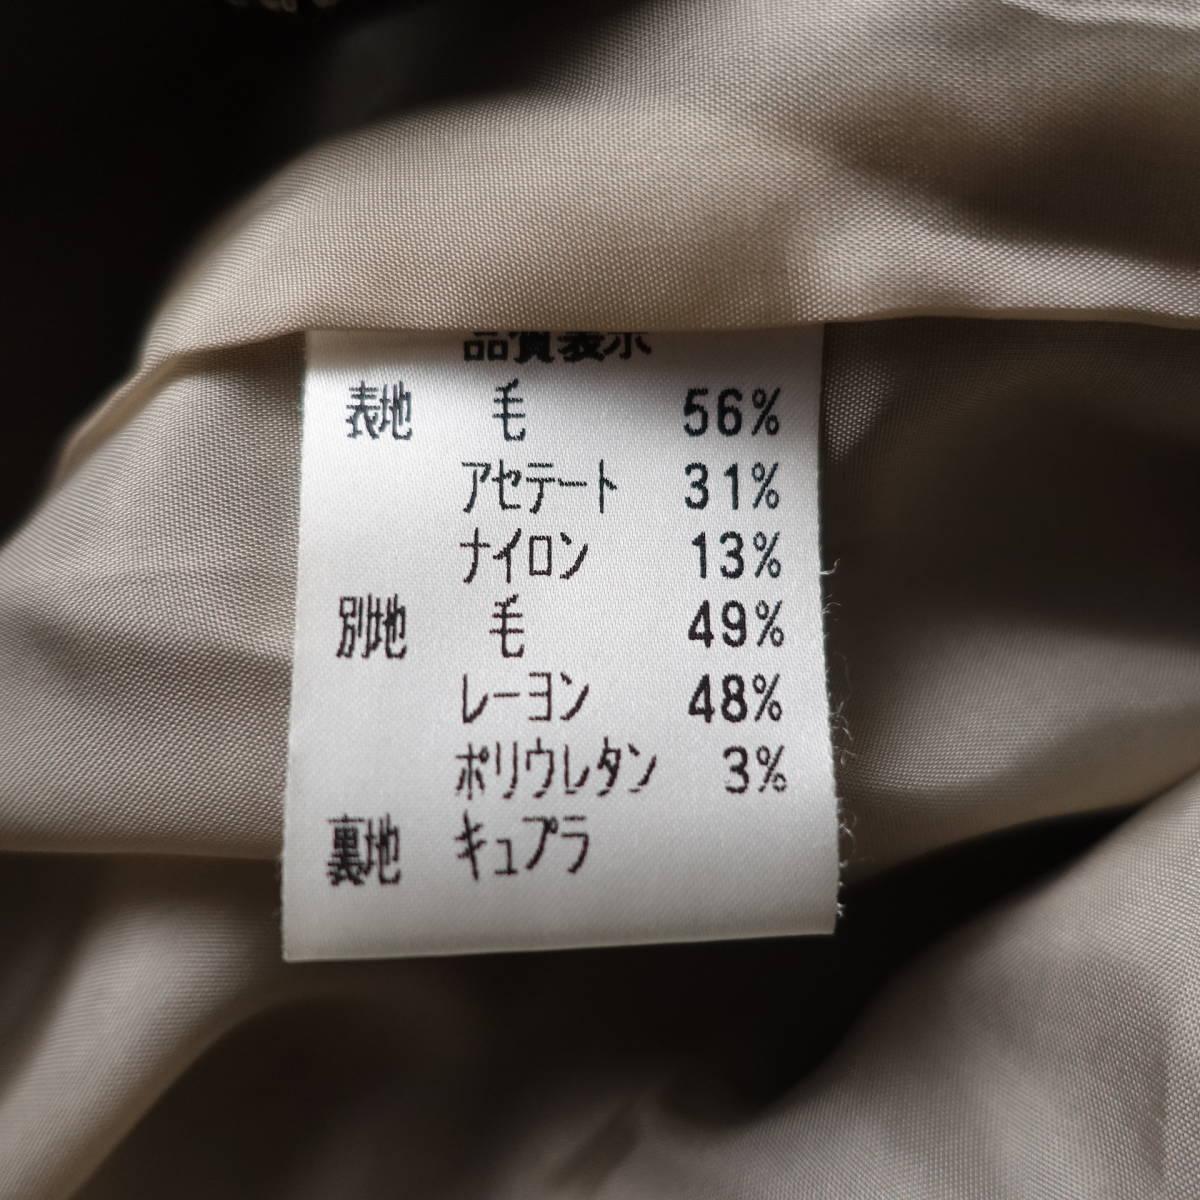 品質表示
表地 毛 56%
アセテート 31%
ナイロン 13%
別地 毛 49%
レーヨン 48%
ポリウレタン 3%
裏地 キュプラ